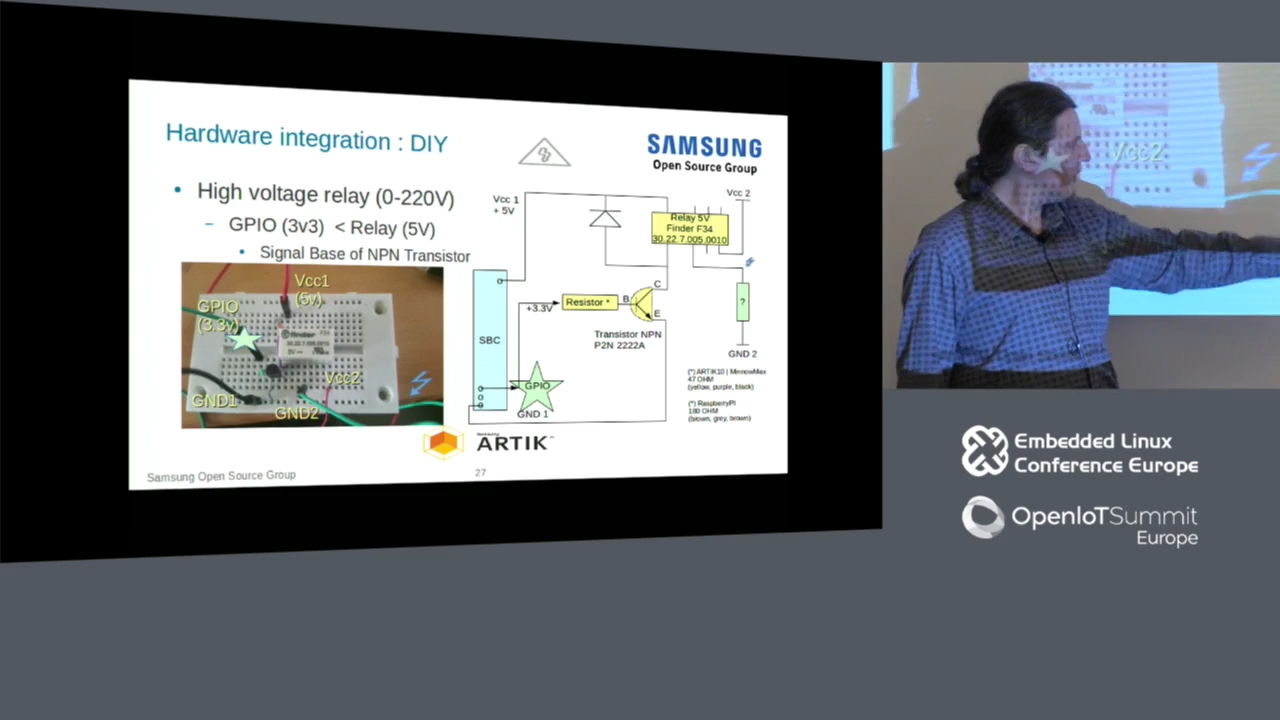 Hardware integration : DIY
SAMSUNG
Open Source Group
• High voltage relay (0-220V)
– GPIO (3v3) < Relay (5V)
• Signal Base of NPN Transistor
Vcc1
(5v)
GPIO
(3.3v)
Finder
Vcc2
GND1
GND2
Vcc 1
+ 5V
Relay 5V
Finder F34
30.22.7.005.0010
Vcc 2
C
Resistor *
B
+3.3V
E
?
SBC
Transistor NPN
P2N 2222A
GND 2
GPIO
GND 1
(*) ARTIK10 | MinnowMax
47 OHM
(yellow, purple, black)
(*) RaspberryPI
180 OHM
(brown, grey, brown)
ARTIK
Samsung Open Source Group
27
Vcc2
Embedded Linux
Conference Europe
OpenIoTSummit
Europe